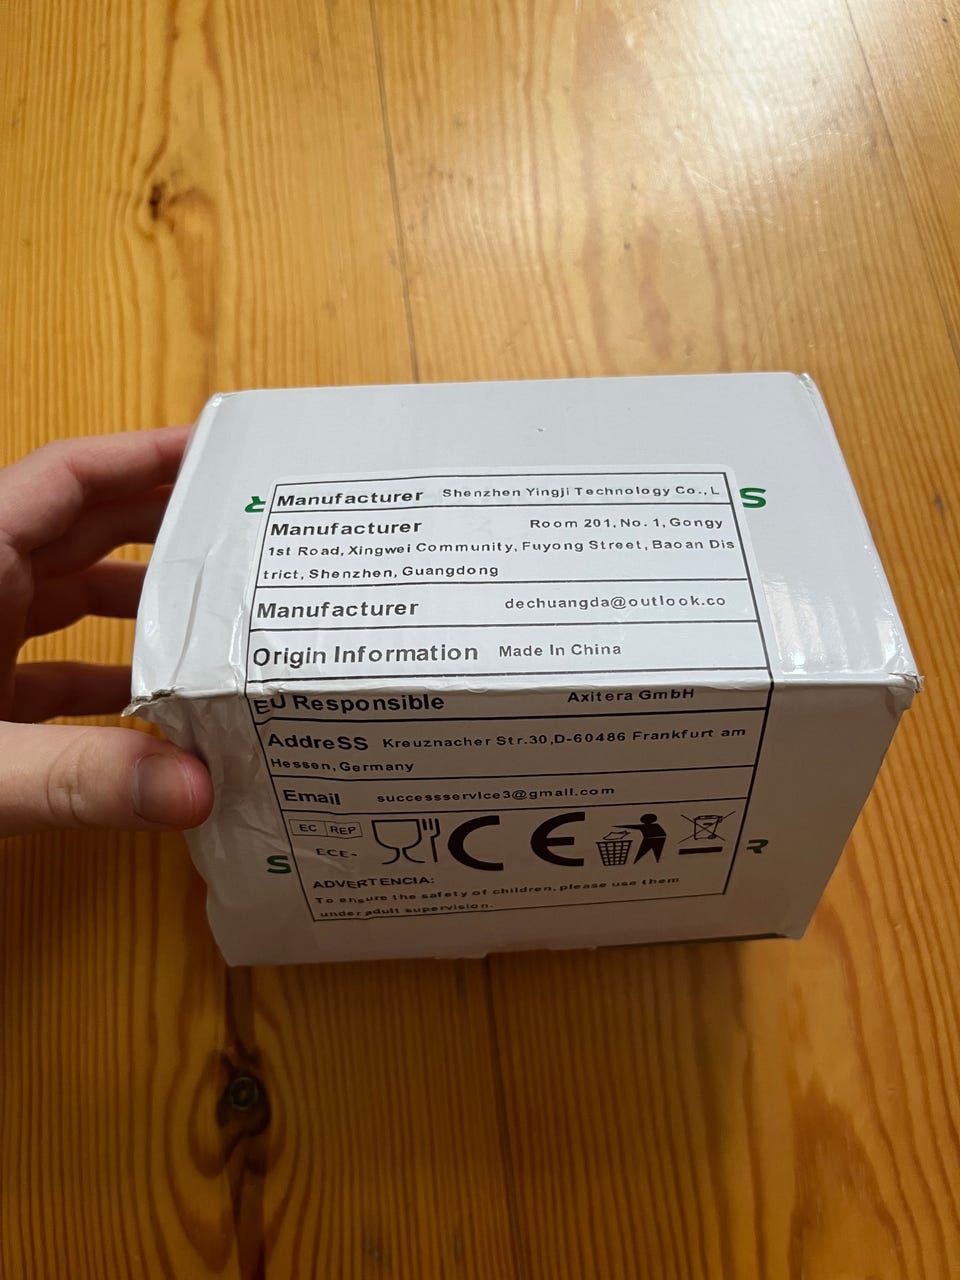 Manufacturer Shenzhen Yingji Technology Co., L
R S
Manufacturer Room 201, No. 1, Gongy
1st Road, Xingwei Community, Fuyong Street, Baoan Dis
trict, Shenzhen, Guangdong
Manufacturer dechuangda@outlook.co
Origin Information Made In China
EU Responsible Axitera GmbH
AddreSS Kreuznacher Str.30,D-60486 Frankfurt am
Hessen, Germany
Email successservice3@gmail.com
EC REP
ECE-
CE
S R
ADVERTENCIA:
To ensure the safety of children, please use them
under adult supervision.